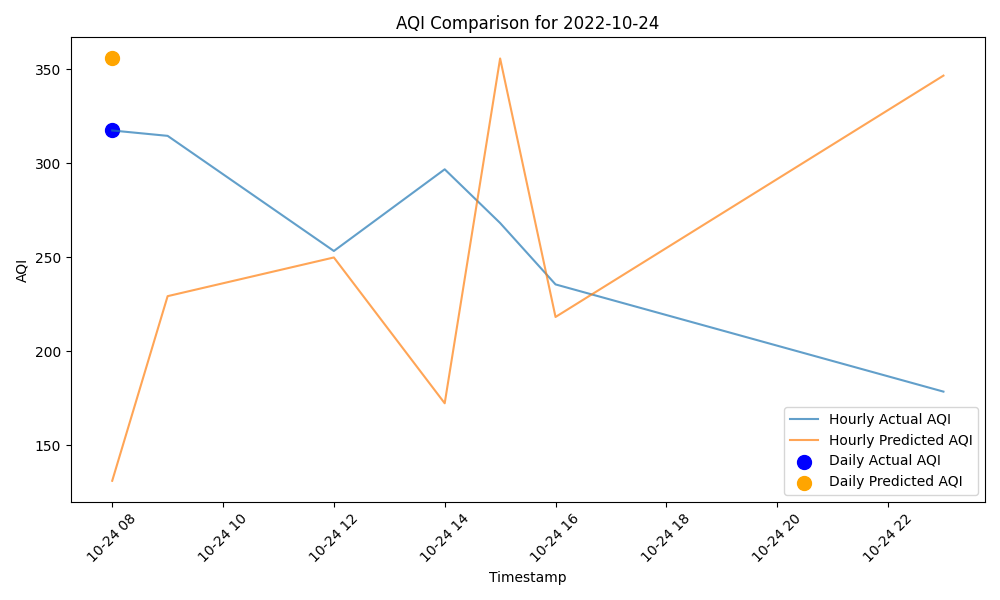 AQI Comparison for 2022-10-24
350
300
250
200
150
AQI
Hourly Actual AQI
Hourly Predicted AQI
Daily Actual AQI
Daily Predicted AQI
10-24 08
10-24 10
10-24 12
10-24 14
10-24 16
10-24 18
10-24 20
10-24 22
Timestamp